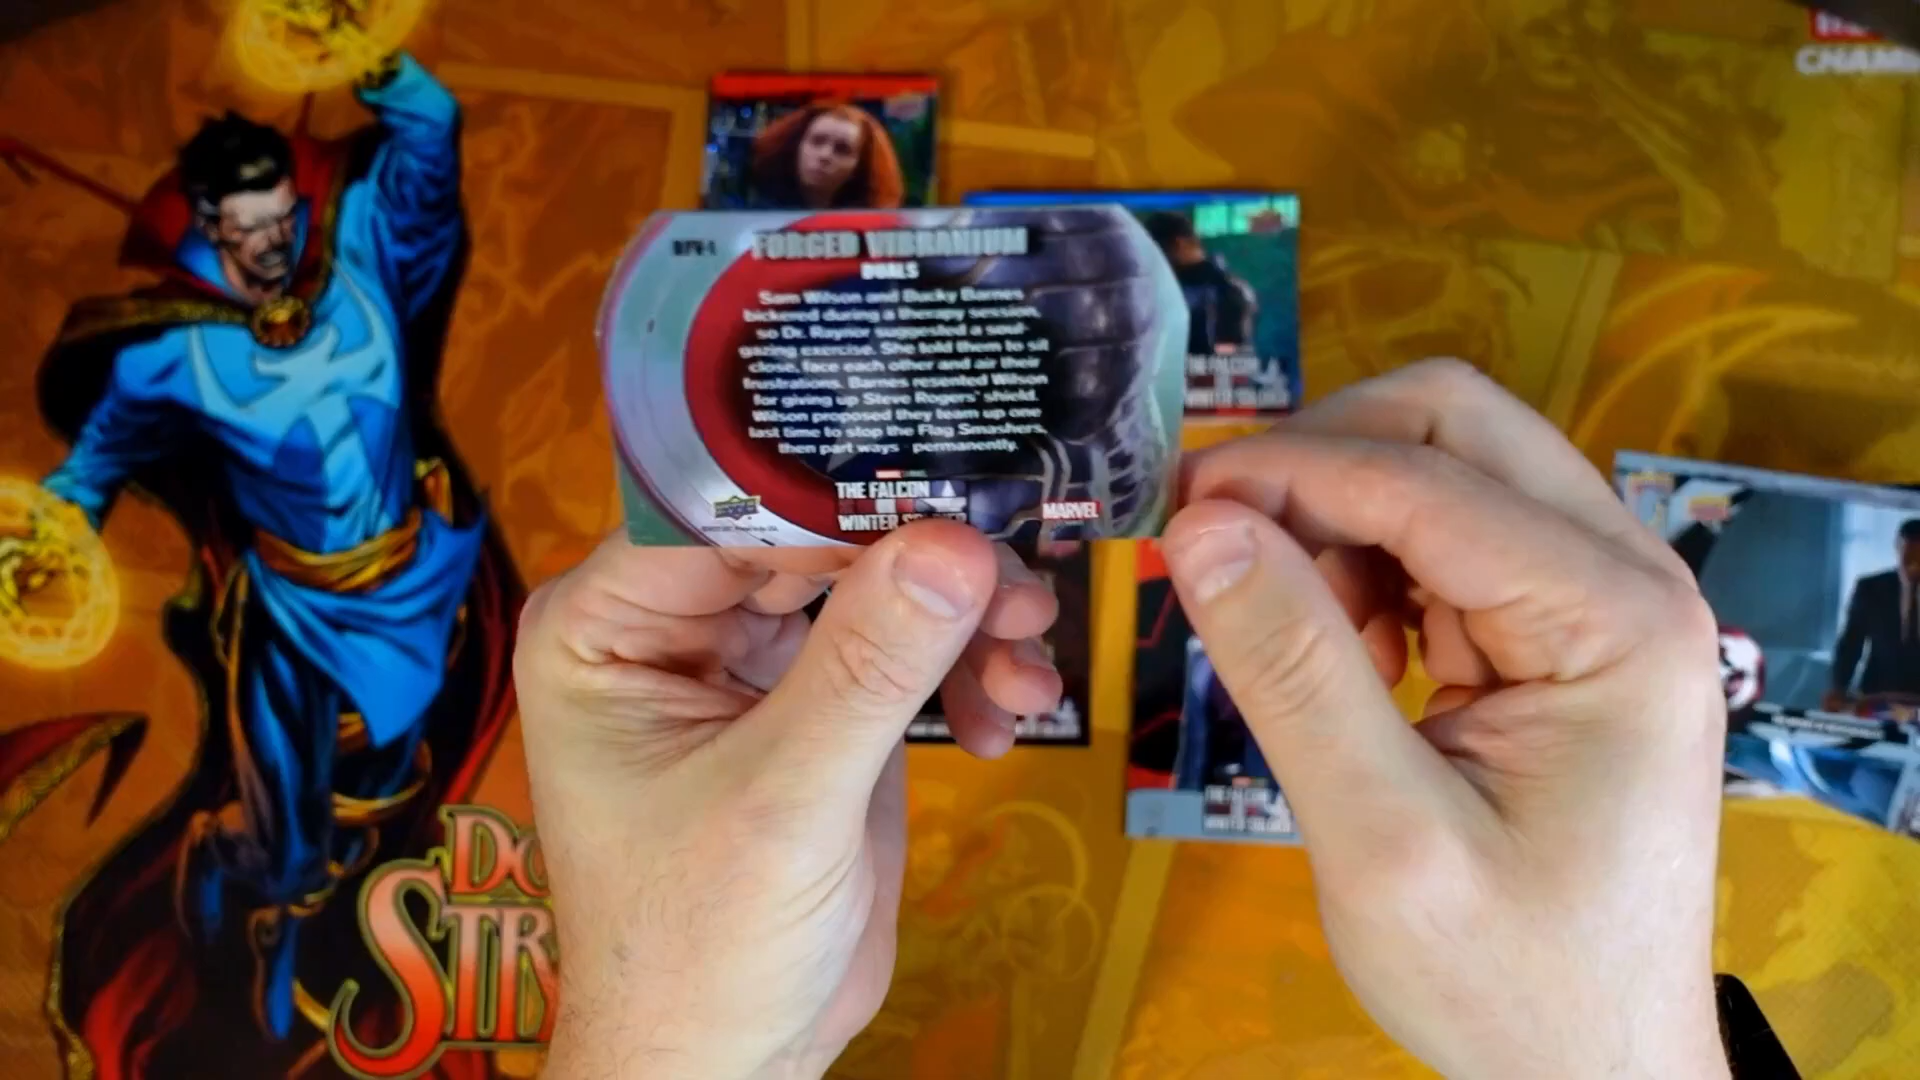 CHAM
FORGED VIBRANIUM
DUALS
Sam Wilson and Bucky Barnes
bickered during a therapy session,
so Dr. Raynor suggested a soul-
gazing exercise. She told them to sit
close, face each other and air their
frustrations. Barnes resented Wilson
for giving up Steve Rogers' shield.
Wilson proposed they team up one
last time to stop the Flag Smashers,
then part ways - permanently.
THE FALCON
WINTER SOLDIER
MARVEL
THE FALCON
WINTER SOLDIER
THE FALCON
WINTER SOLDIER
DO
STR